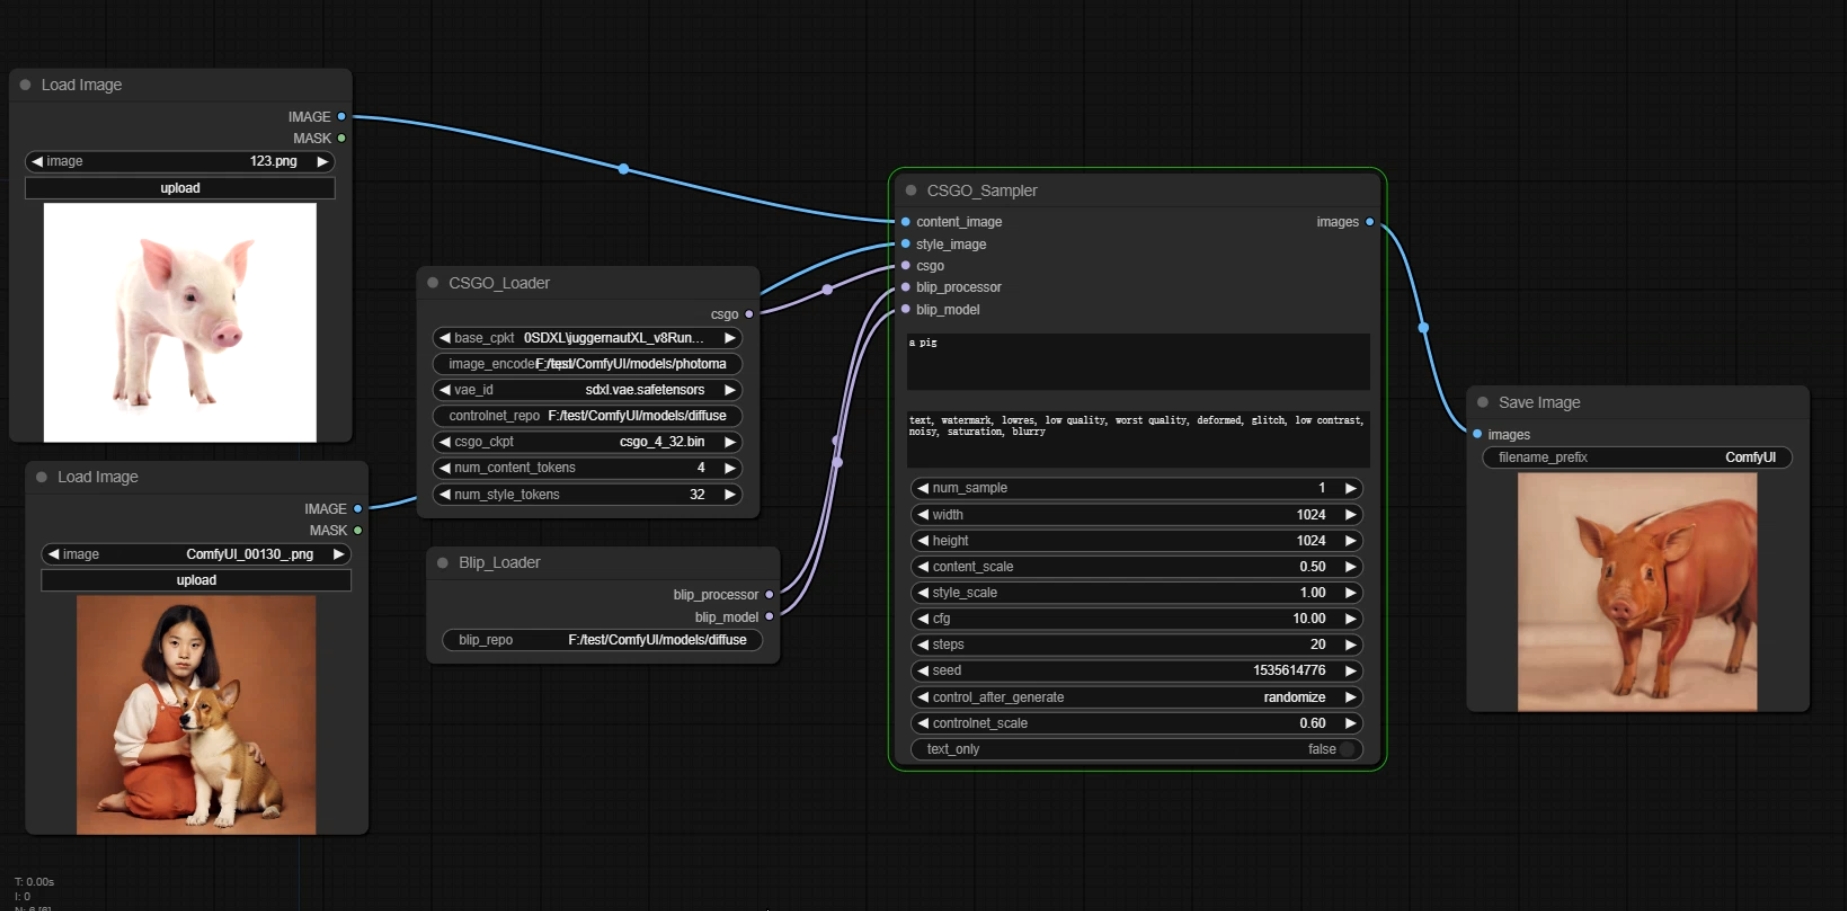 Load Image
IMAGE
MASK
image 123.png
upload
Load Image
IMAGE
MASK
image ComfyUI_00130_.png
upload
CSGO_Loader
csgo
base_cpkt 0SDXL\juggernautXL_v8Run...
F:/test/ComfyUI/models/photoma
vae_id sdxl.vae.safetensors
controlnet_repo F:/test/ComfyUI/models/diffuse
csgo_ckpt csgo_4_32.bin
num_content_tokens 4
num_style_tokens 32
Blip_Loader
blip_processor
blip_model
blip_repo F:/test/ComfyUI/models/diffuse
CSGO_Sampler
content_image images
style_image
csgo
blip_processor
blip_model
a pig
text, watermark, lowres, low quality, worst quality, deformed, glitch, low contrast,
noisy, saturation, blurry
num_sample 1
width 1024
height 1024
content_scale 0.50
style_scale 1.00
cfg 10.00
steps 20
seed 1535614776
control_after_generate randomize
controlnet_scale 0.60
text_only false
Save Image
images
filename_prefix ComfyUI
T: 0.00s
I: 0